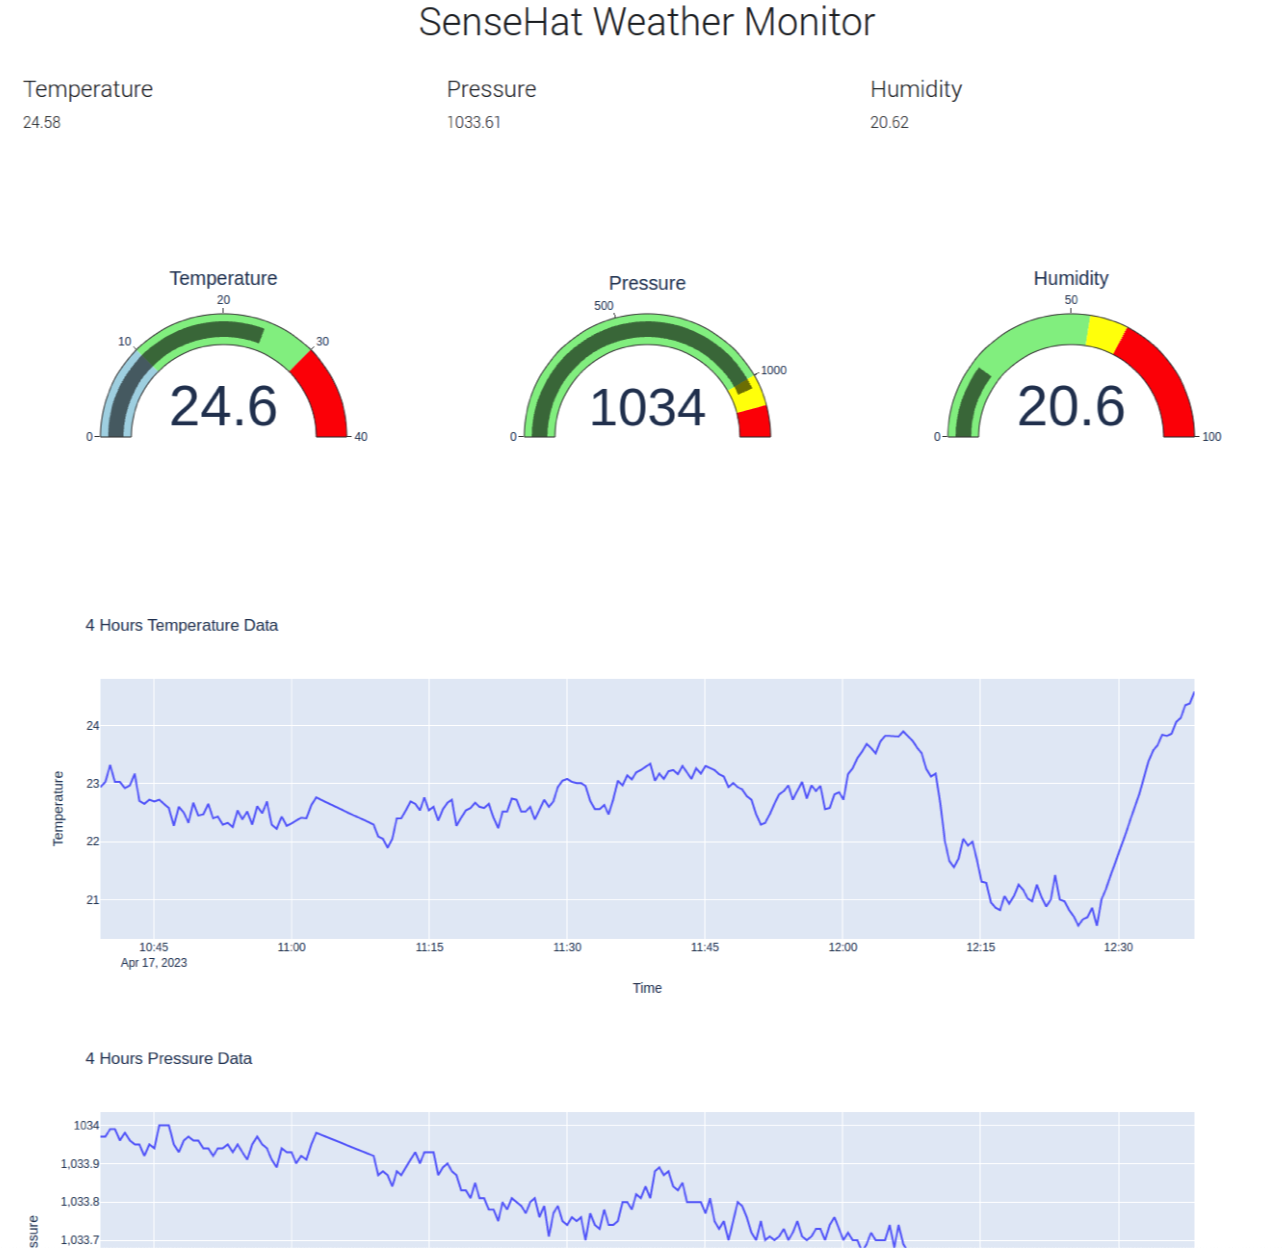 SenseHat Weather Monitor
Temperature Pressure Humidity
24.58 1033.61 20.62
Temperature Pressure Humidity
0 10 20 30 40
24.6
0 500 1000
1034
0 50 100
20.6
4 Hours Temperature Data
24
23
22
21
Temperature
10:45 11:00 11:15 11:30 11:45 12:00 12:15 12:30
Apr 17, 2023
Time
4 Hours Pressure Data
1034
1,033.9
1,033.8
1,033.7
ssure